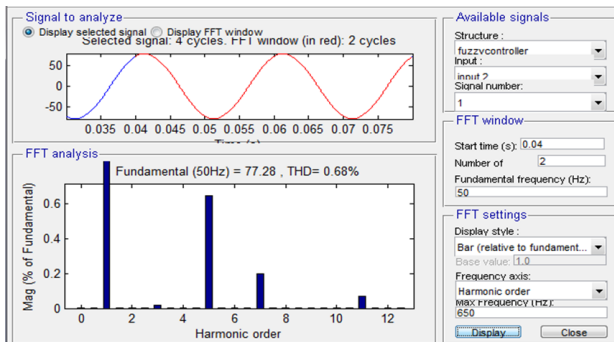 Signal to analyze
Display selected signal
Display FFT window
Selected signal: 4 cycles. FFT window (in red): 2 cycles
50
0
-50
0.035 0.04 0.045 0.05 0.055 0.06 0.065 0.07 0.075
Time (s)
FFT analysis
Fundamental (50Hz) = 77.28 , THD= 0.68%
Mag (% of Fundamental)
0.6
0.4
0.2
0
0 2 4 6 8 10 12
Harmonic order
Available signals
Structure :
fuzzycontroller
Input :
input 2
Signal number:
1
FFT window
Start time (s): 0.04
Number of 2
Fundamental frequency (Hz):
50
FFT settings
Display style :
Bar (relative to fundament...
Base value: 1.0
Frequency axis:
Harmonic order
Max Frequency (Hz):
650
Display
Close